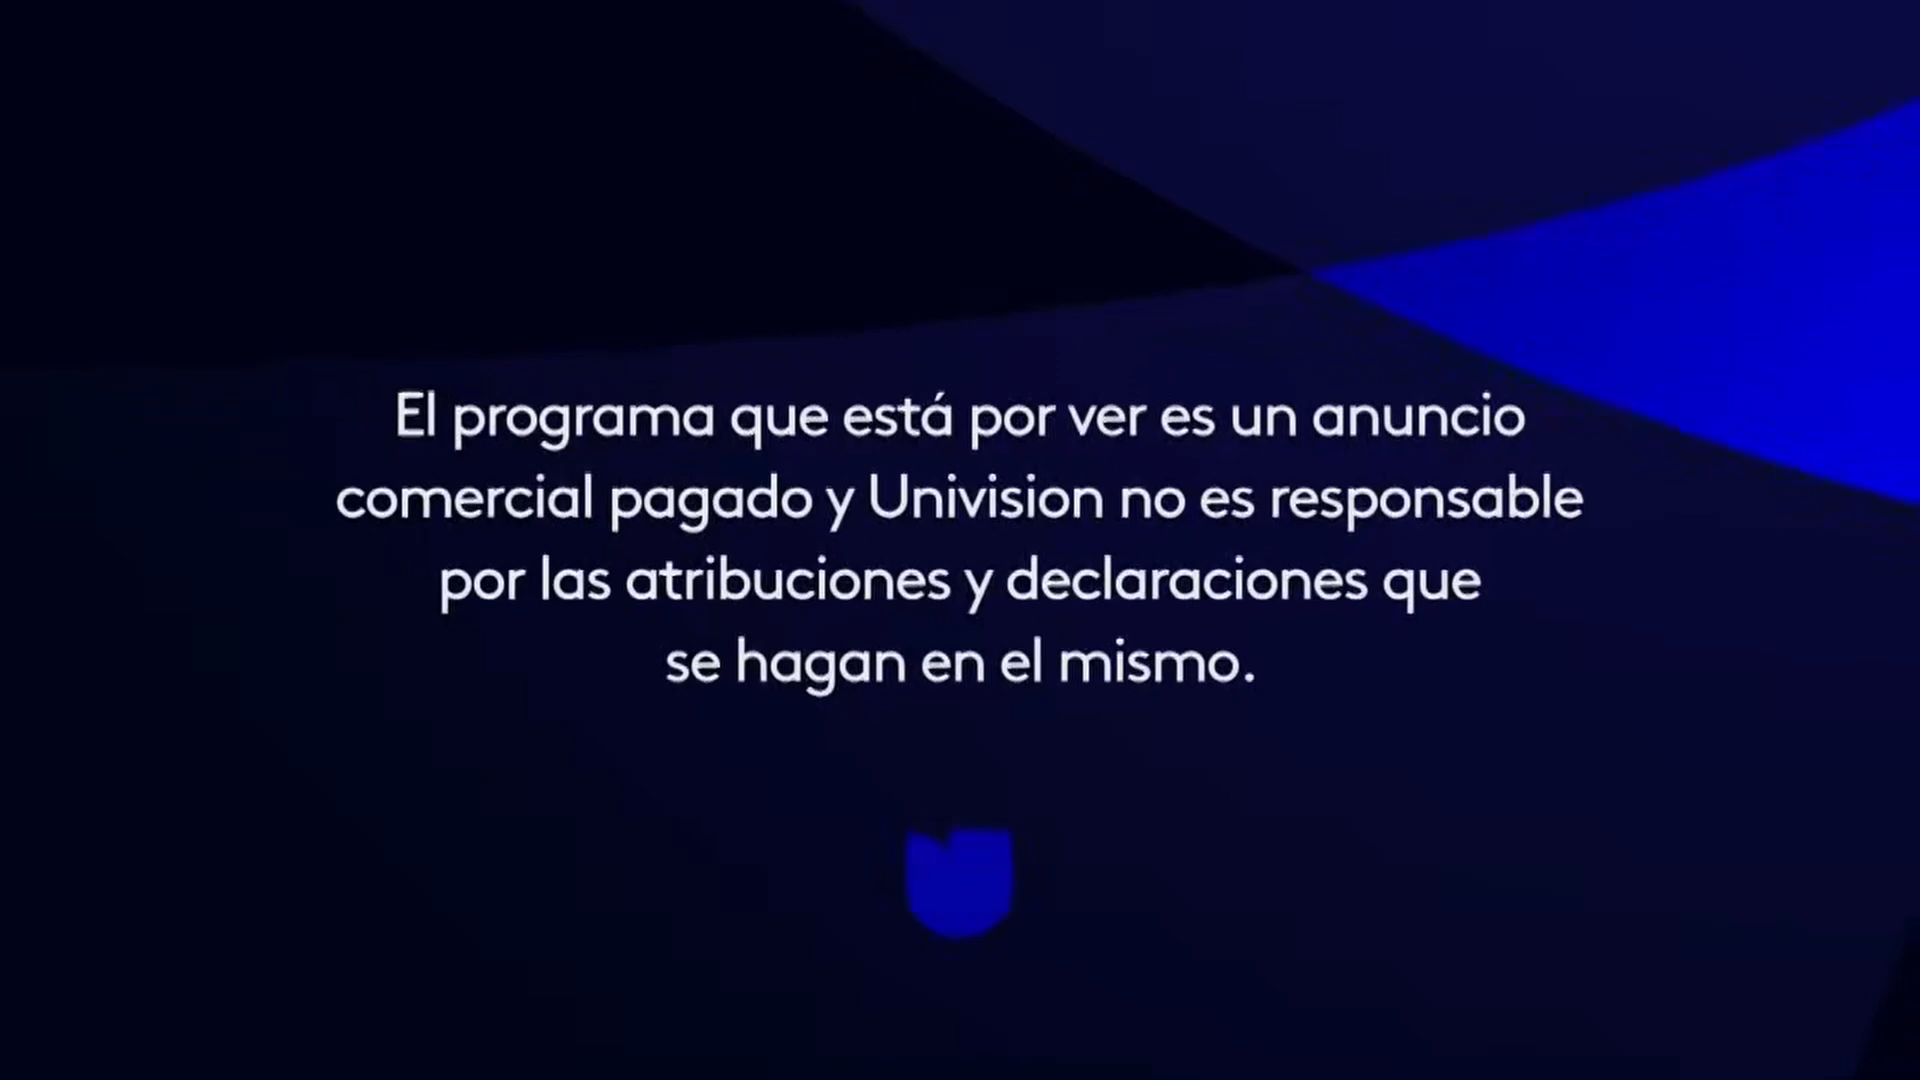 El programa que está por ver es un anuncio
comercial pagado y Univision no es responsable
por las atribuciones y declaraciones que
se hagan en el mismo.